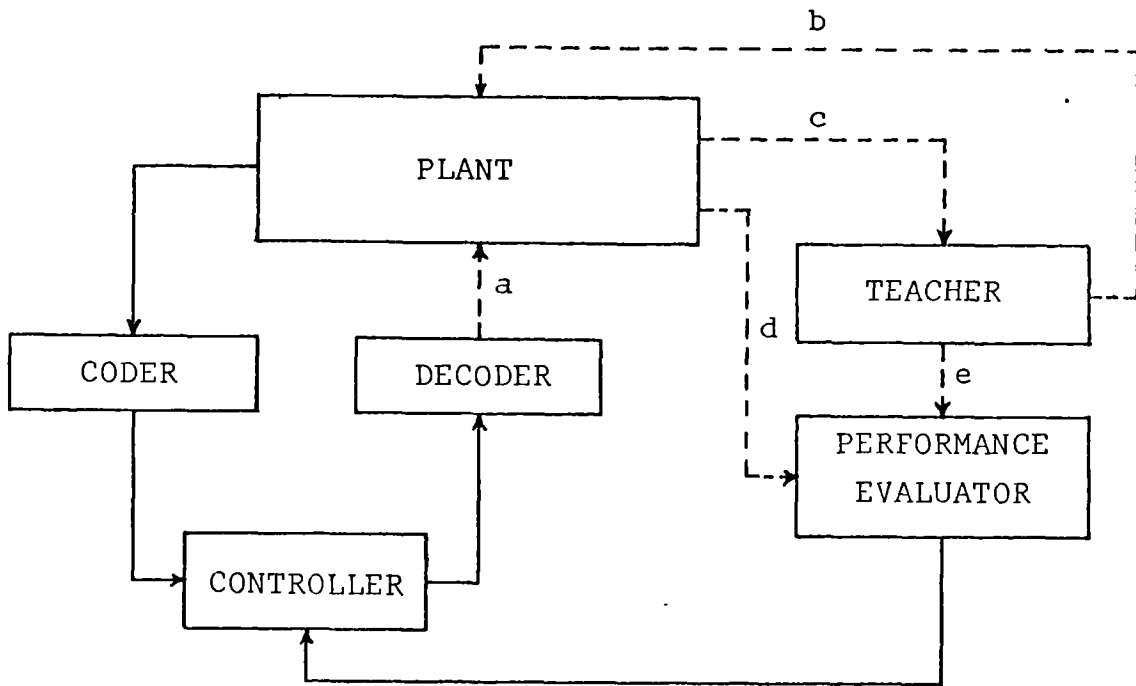 b
c
PLANT
a
TEACHER
d
CODER
DECODER
e
PERFORMANCE
EVALUATOR
CONTROLLER